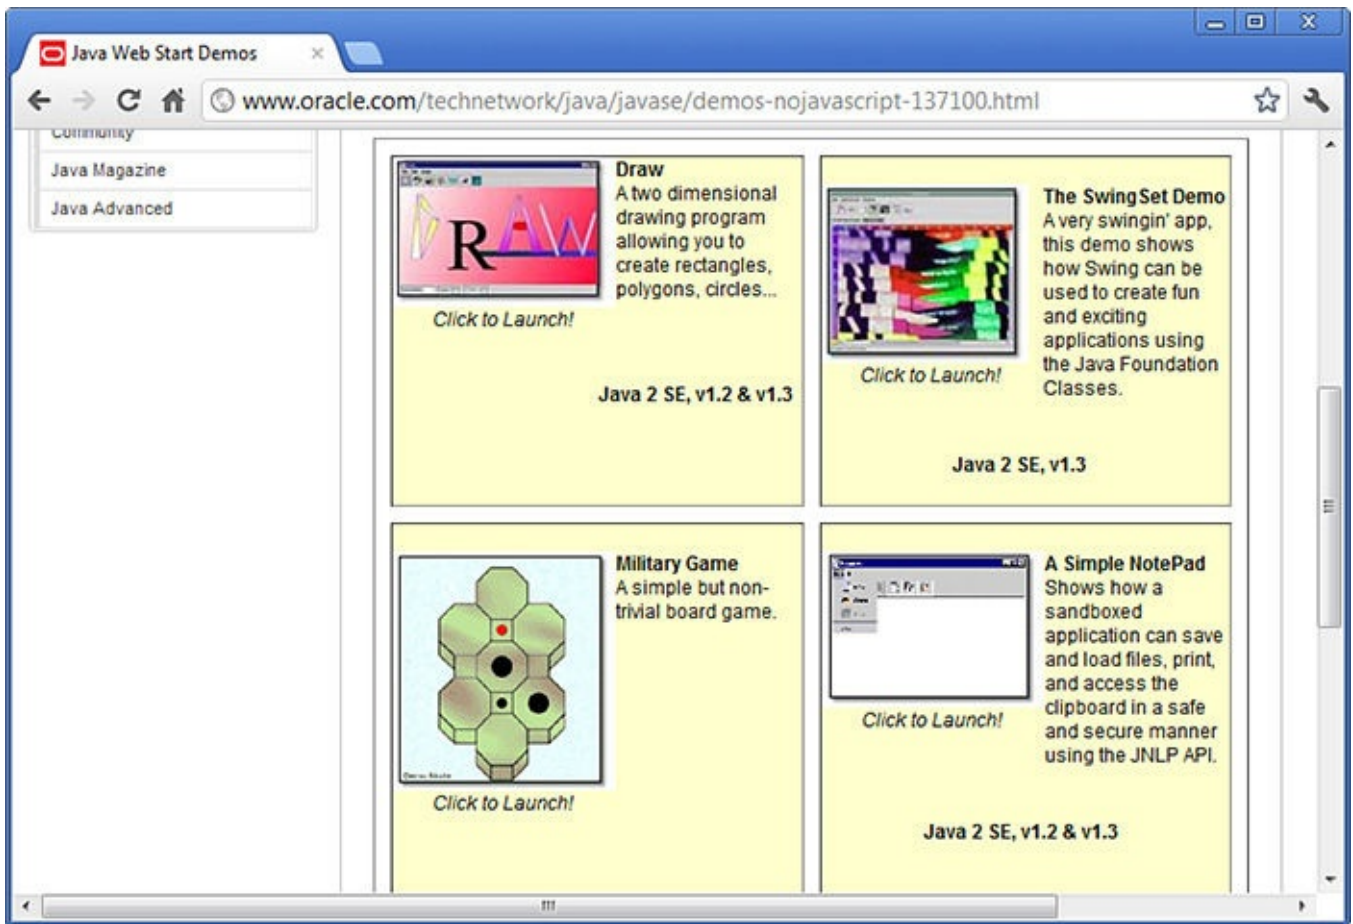 Java Web Start Demos
www.oracle.com/technetwork/java/javase/demos-nojavascript-137100.html
Community
Java Magazine
Java Advanced
DRAW
Draw
A two dimensional
drawing program
allowing you to
create rectangles,
polygons, circles...
Click to Launch!
Java 2 SE, v1.2 & v1.3
The SwingSet Demo
A very swingin' app,
this demo shows
how Swing can be
used to create fun
and exciting
applications using
the Java Foundation
Classes.
Click to Launch!
Java 2 SE, v1.3
Military Game
A simple but non-
trivial board game.
Click to Launch!
A Simple NotePad
Shows how a
sandboxed
application can save
and load files, print,
and access the
clipboard in a safe
and secure manner
using the JNLP API.
Click to Launch!
Java 2 SE, v1.2 & v1.3